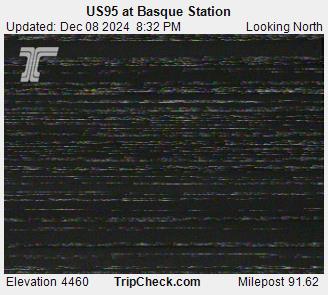 US95 at Basque Station
Updated: Dec 08 2024 8:32 PM Looking North
Elevation 4460 TripCheck.com Milepost 91.62